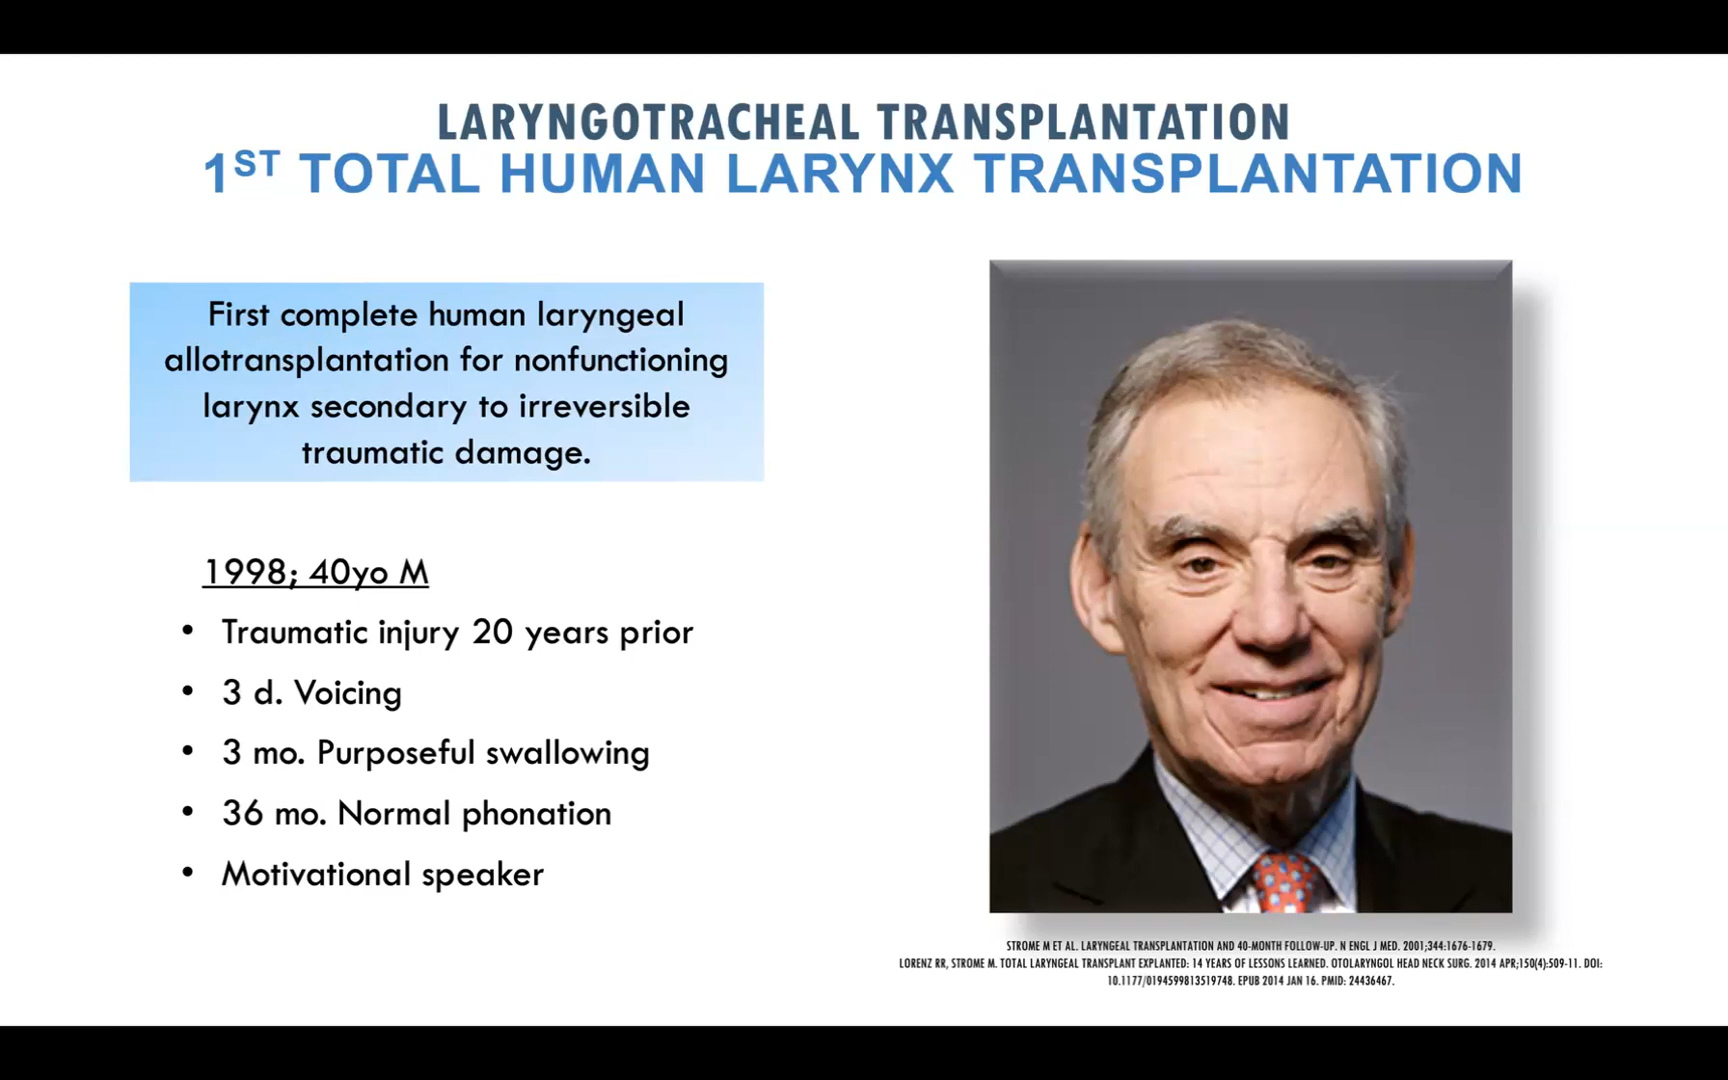 LARYNGOTRACHEAL TRANSPLANTATION
1ST TOTAL HUMAN LARYNX TRANSPLANTATION
First complete human laryngeal
allotransplantation for nonfunctioning
larynx secondary to irreversible
traumatic damage.
1998; 40yo M
• Traumatic injury 20 years prior
• 3 d. Voicing
• 3 mo. Purposeful swallowing
• 36 mo. Normal phonation
• Motivational speaker
STROME M ET AL. LARYNGEAL TRANSPLANTATION AND 40-MONTH FOLLOW-UP. N ENGL J MED. 2001;344:1676-1679.
LORENZ RR, STROME M. TOTAL LARYNGEAL TRANSPLANT EXPLANTED: 14 YEARS OF LESSONS LEARNED. OTOLARYNGOL HEAD NECK SURG. 2014 APR;150(4):509-11. DOI:
10.1177/0194599813519748. EPUB 2014 JAN 16. PMID: 24436467.